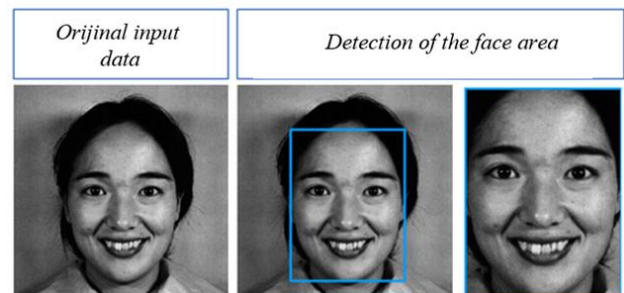 Orijinal input
data
Detection of the face area